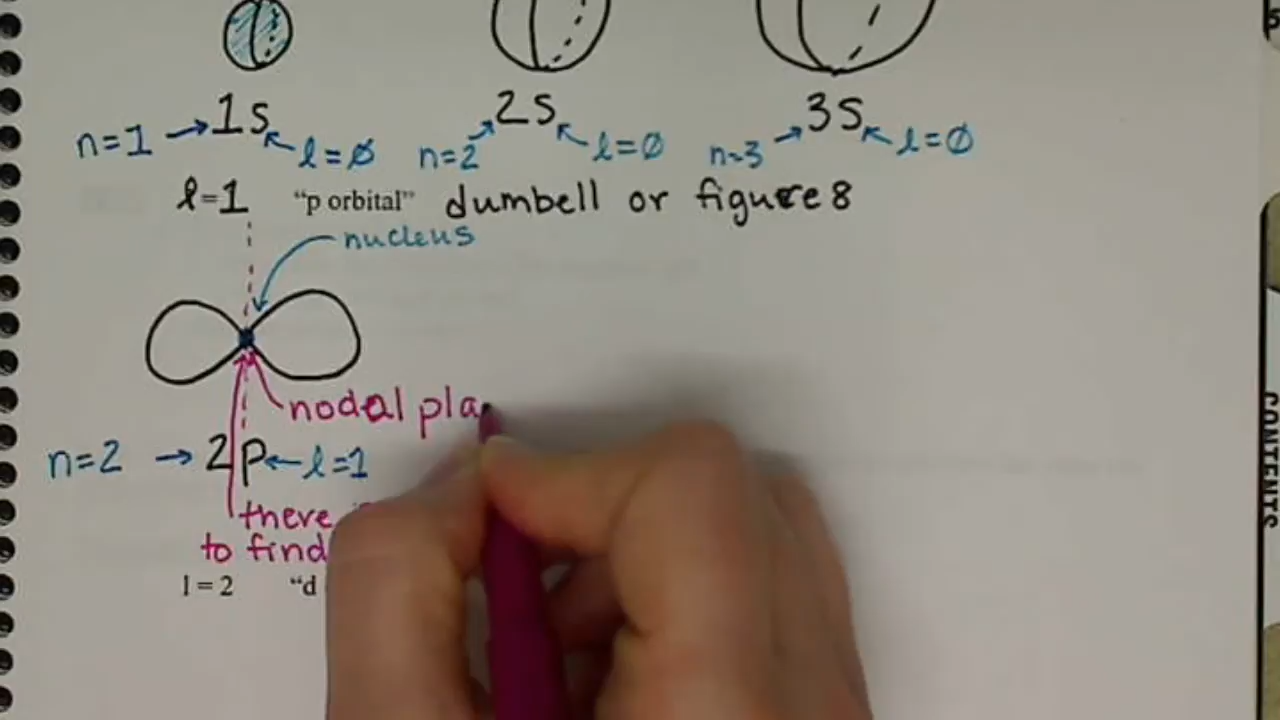 1s 2s 3s
n=1 l=0 n=2 l=0 n=3 l=0
l=1 "p orbital" dumbell or figure 8
nucleus
nodal pla
n=2 2p l=1
there
to find
l = 2 "d
CONTENTS